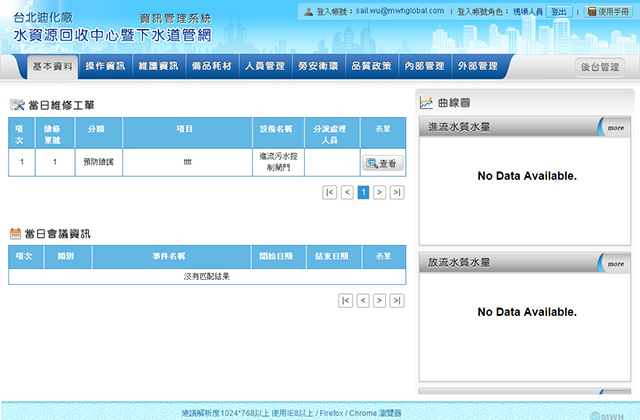 台北迪化廠 資訊管理系統
水資源回收中心暨下水道管網
登入帳號：sail.wu@mwhglobal.com | 登入帳號角色：現場人員 登出 | 使用手冊
基本資料 操作資訊 維護資訊 備品耗材 人員管理 勞安衛環 品質政策 內部管理 外部管理 後台管理
當日維修工單
項次 維修單號 分類 項目 設備名稱 分派處理人員 表單
1 1 預防維護 tttt 進流污水控制閘門 查看
|< < 1 > >|
當日會議資訊
項次 類別 事件名稱 開始日期 結束日期 表單
沒有匹配結果
|< < > >|
曲線圖
進流水質水量 more
No Data Available.
放流水質水量 more
No Data Available.
建議解析度1024*768以上 使用IE8以上 / Firefox / Chrome 瀏覽器
MWH